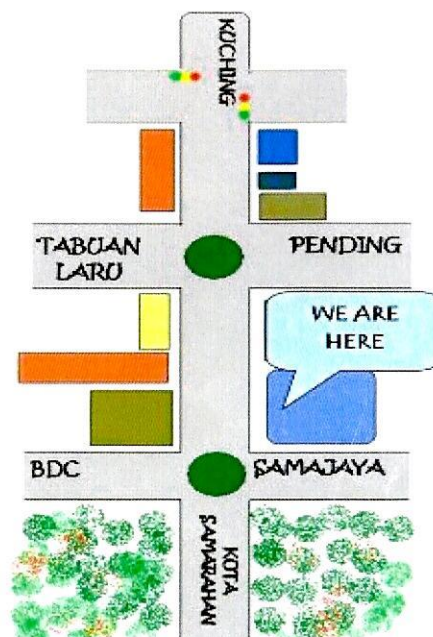 KUCHING
TABUAN
LARU
PENDING
WE ARE
HERE
BDC
SAMAJAYA
KOTA
SAMARAHAN